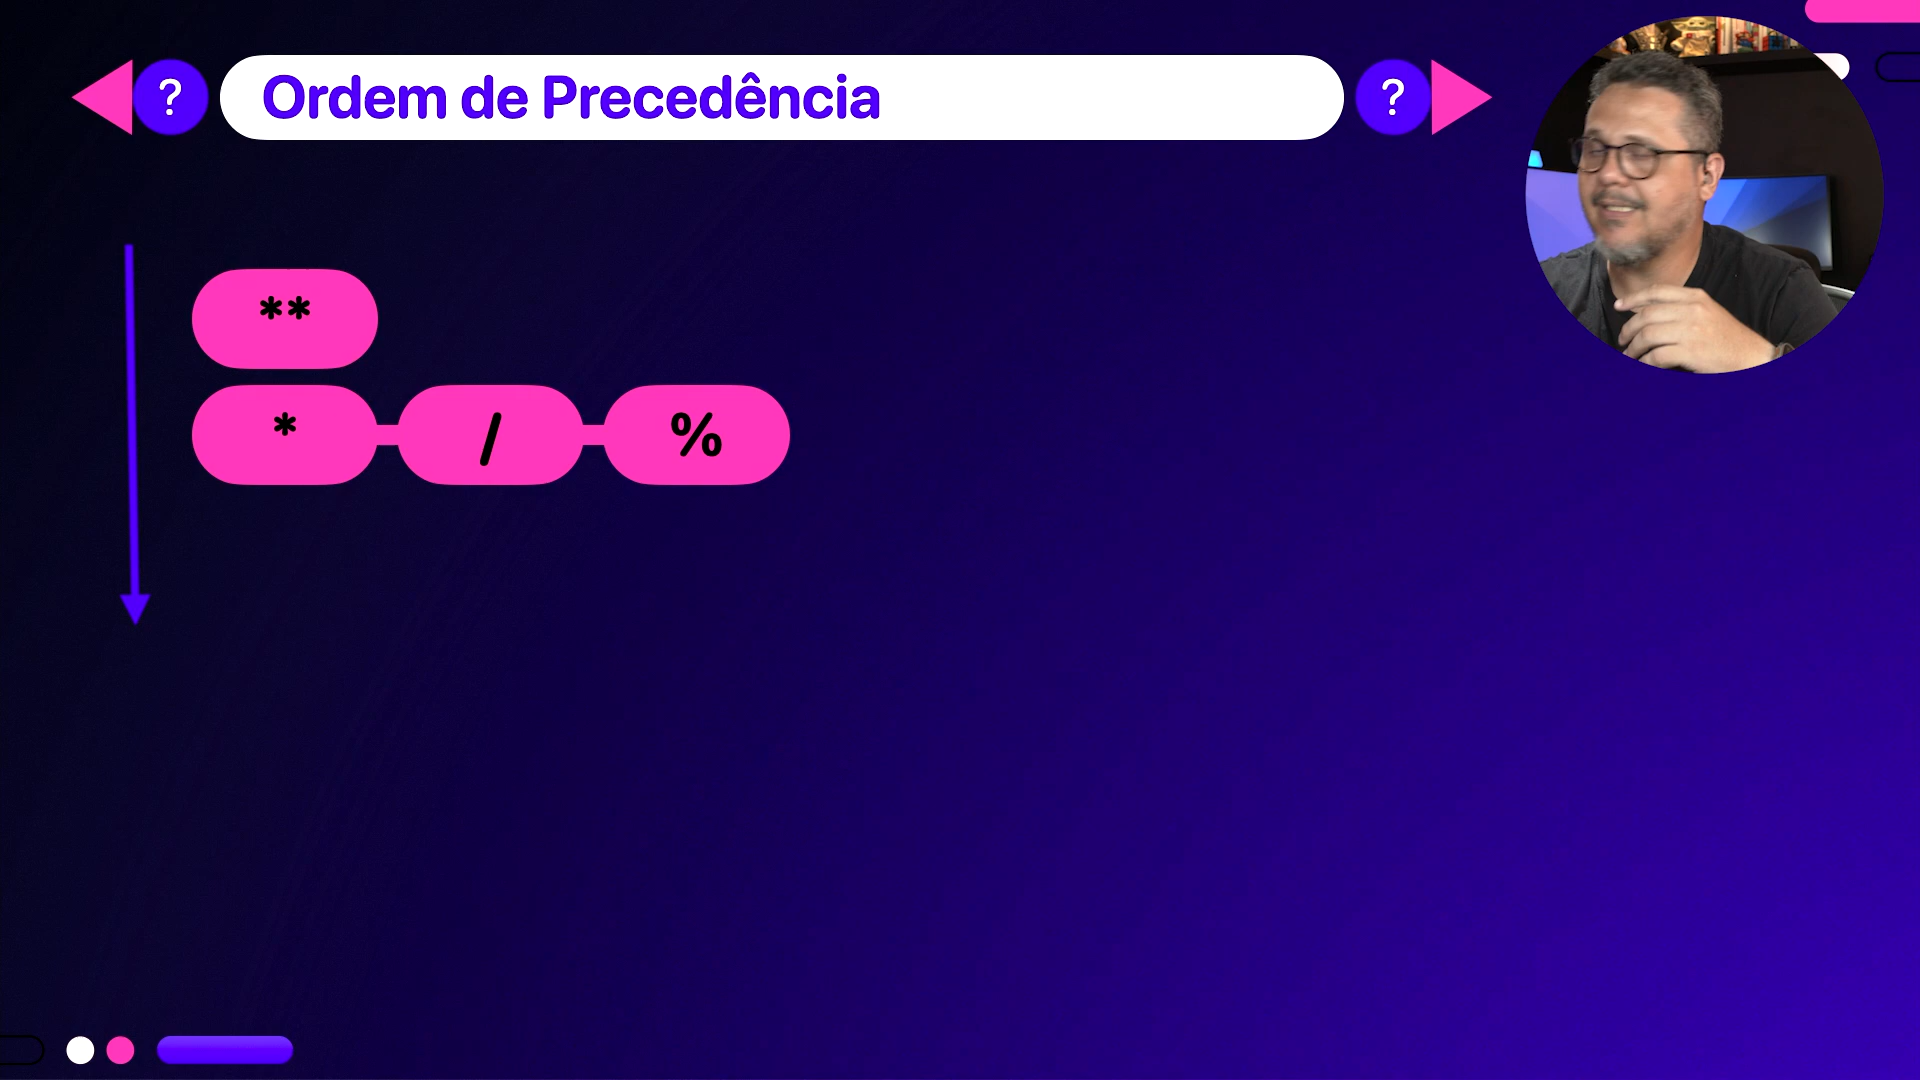 ? Ordem de Precedência ?
**
* / %